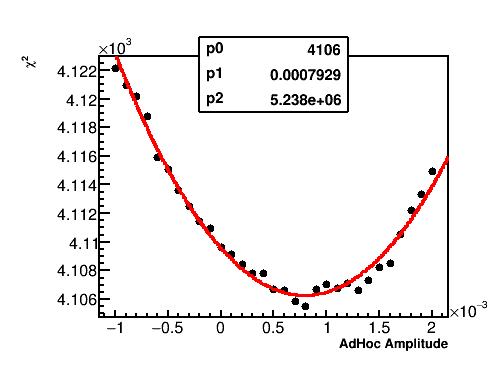 ×10³
p0 4106
p1 0.0007929
p2 5.238e+06
χ²
4.122
4.12
4.118
4.116
4.114
4.112
4.11
4.108
4.106
−1 −0.5 0 0.5 1 1.5 2 ×10⁻³
AdHoc Amplitude